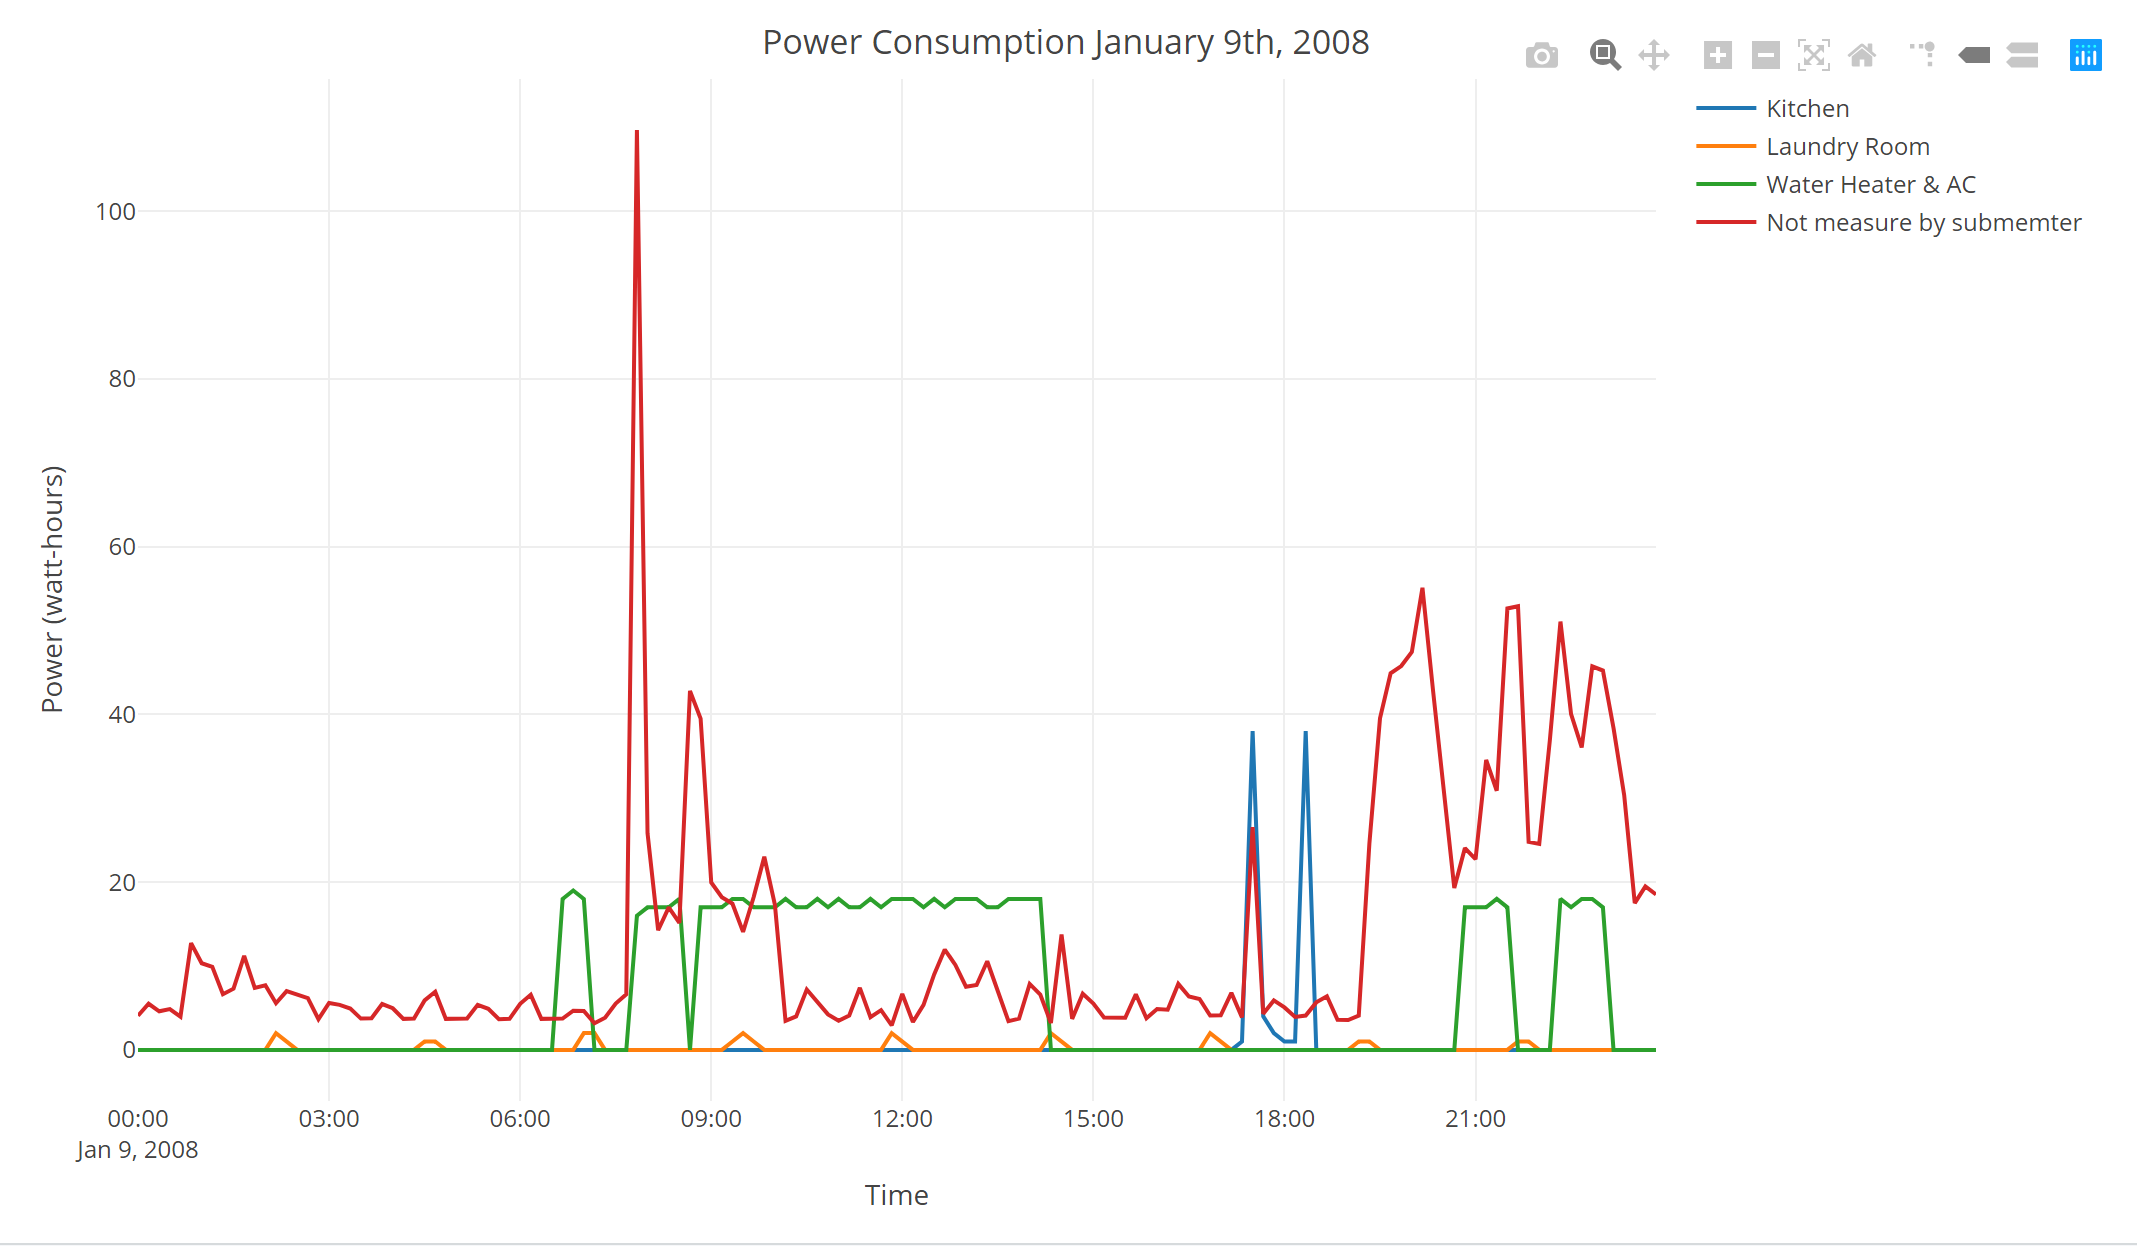 Power Consumption January 9th, 2008
Kitchen
Laundry Room
Water Heater & AC
Not measure by submemter
Power (watt-hours)
100
80
60
40
20
0
00:00 03:00 06:00 09:00 12:00 15:00 18:00 21:00
Jan 9, 2008
Time